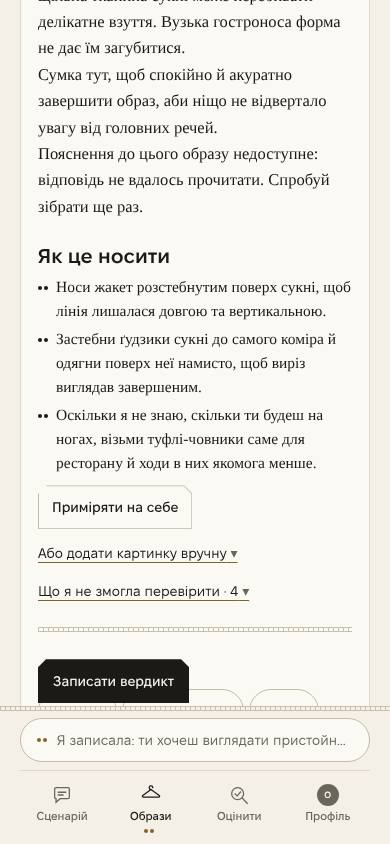 делікатне взуття. Вузька гостроноса форма
не дає їм загубитися.
Сумка тут, щоб спокійно й акуратно
завершити образ, аби ніщо не відвертало
увагу від головних речей.
Пояснення до цього образу недоступне:
відповідь не вдалось прочитати. Спробуй
зібрати ще раз.
Як це носити
Носи жакет розстебнутим поверх сукні, щоб
лінія лишалася довгою та вертикальною.
Застебни ґудзики сукні до самого коміра й
одягни поверх неї намисто, щоб виріз
виглядав завершеним.
Оскільки я не знаю, скільки ти будеш на
ногах, візьми туфлі-човники саме для
ресторану й ходи в них якомога менше.
Приміряти на себе
Або додати картинку вручну ▾
Що я не змогла перевірити · 4 ▾
Записати вердикт
Я записала: ти хочеш виглядати пристойн...
Сценарій Образи Оцінити Профіль
О